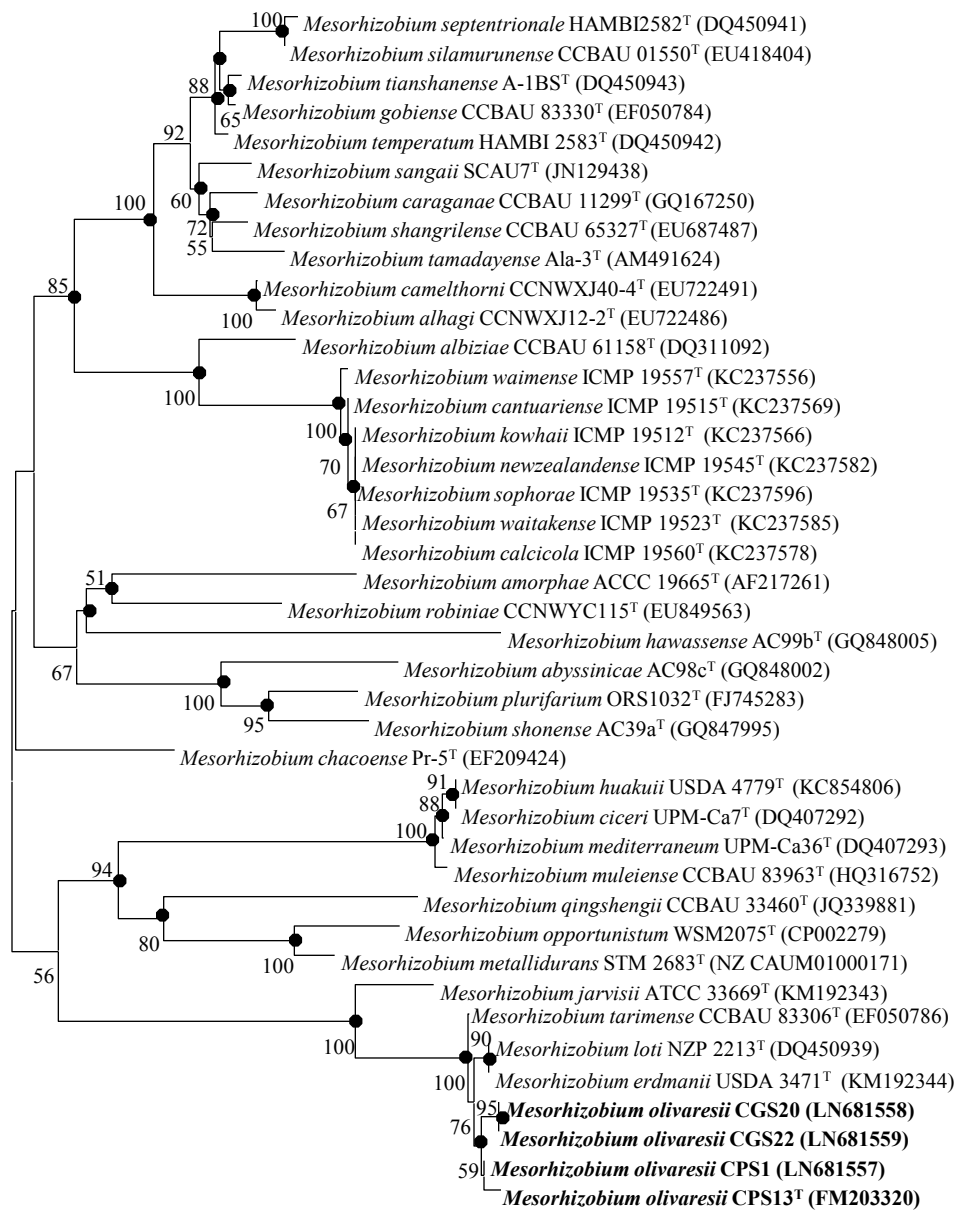 100 Mesorhizobium septentrionale HAMBI2582ᵀ (DQ450941)
Mesorhizobium silamurunense CCBAU 01550ᵀ (EU418404)
88 Mesorhizobium tianshanense A-1BSᵀ (DQ450943)
65 Mesorhizobium gobiense CCBAU 83330ᵀ (EF050784)
92 Mesorhizobium temperatum HAMBI 2583ᵀ (DQ450942)
Mesorhizobium sangaii SCAU7ᵀ (JN129438)
100 60 Mesorhizobium caraganae CCBAU 11299ᵀ (GQ167250)
72 Mesorhizobium shangrilense CCBAU 65327ᵀ (EU687487)
55 Mesorhizobium tamadayense Ala-3ᵀ (AM491624)
85 Mesorhizobium camelthorni CCNWXJ40-4ᵀ (EU722491)
100 Mesorhizobium alhagi CCNWXJ12-2ᵀ (EU722486)
Mesorhizobium albiziae CCBAU 61158ᵀ (DQ311092)
100 Mesorhizobium waimense ICMP 19557ᵀ (KC237556)
Mesorhizobium cantuariense ICMP 19515ᵀ (KC237569)
100 Mesorhizobium kowhaii ICMP 19512ᵀ (KC237566)
70 Mesorhizobium newzealandense ICMP 19545ᵀ (KC237582)
Mesorhizobium sophorae ICMP 19535ᵀ (KC237596)
67 Mesorhizobium waitakense ICMP 19523ᵀ (KC237585)
Mesorhizobium calcicola ICMP 19560ᵀ (KC237578)
51 Mesorhizobium amorphae ACCC 19665ᵀ (AF217261)
Mesorhizobium robiniae CCNWYC115ᵀ (EU849563)
Mesorhizobium hawassense AC99bᵀ (GQ848005)
67 Mesorhizobium abyssinicae AC98cᵀ (GQ848002)
100 Mesorhizobium plurifarium ORS1032ᵀ (FJ745283)
95 Mesorhizobium shonense AC39aᵀ (GQ847995)
Mesorhizobium chacoense Pr-5ᵀ (EF209424)
91 Mesorhizobium huakuii USDA 4779ᵀ (KC854806)
88 Mesorhizobium ciceri UPM-Ca7ᵀ (DQ407292)
100 Mesorhizobium mediterraneum UPM-Ca36ᵀ (DQ407293)
94 Mesorhizobium muleiense CCBAU 83963ᵀ (HQ316752)
Mesorhizobium qingshengii CCBAU 33460ᵀ (JQ339881)
80 Mesorhizobium opportunistum WSM2075ᵀ (CP002279)
56 100 Mesorhizobium metallidurans STM 2683ᵀ (NZ CAUM01000171)
Mesorhizobium jarvisii ATCC 33669ᵀ (KM192343)
Mesorhizobium tarimense CCBAU 83306ᵀ (EF050786)
100 90 Mesorhizobium loti NZP 2213ᵀ (DQ450939)
100 Mesorhizobium erdmanii USDA 3471ᵀ (KM192344)
95 Mesorhizobium olivaresii CGS20 (LN681558)
76 Mesorhizobium olivaresii CGS22 (LN681559)
59 Mesorhizobium olivaresii CPS1 (LN681557)
Mesorhizobium olivaresii CPS13ᵀ (FM203320)